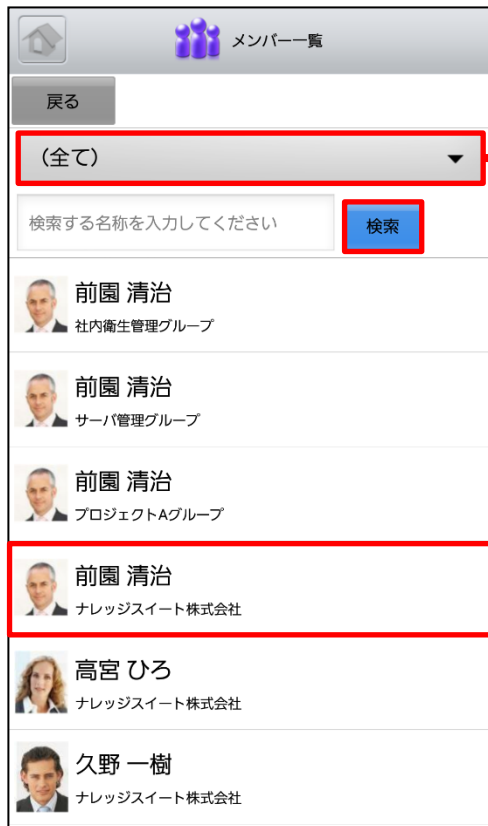 メンバー一覧
戻る
（全て）
検索する名称を入力してください
検索
前園 清治
社内衛生管理グループ
前園 清治
サーバ管理グループ
前園 清治
プロジェクトAグループ
前園 清治
ナレッジスイート株式会社
高宮 ひろ
ナレッジスイート株式会社
久野 一樹
ナレッジスイート株式会社